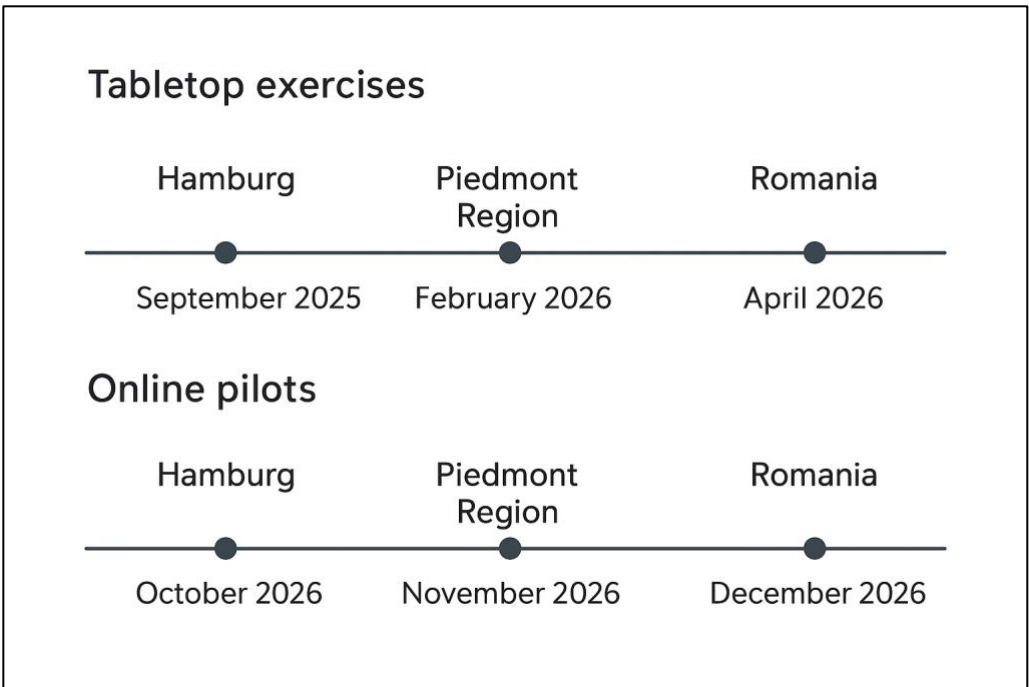 Tabletop exercises
Hamburg
Piedmont
Region
Romania
September 2025
February 2026
April 2026
Online pilots
Hamburg
Piedmont
Region
Romania
October 2026
November 2026
December 2026